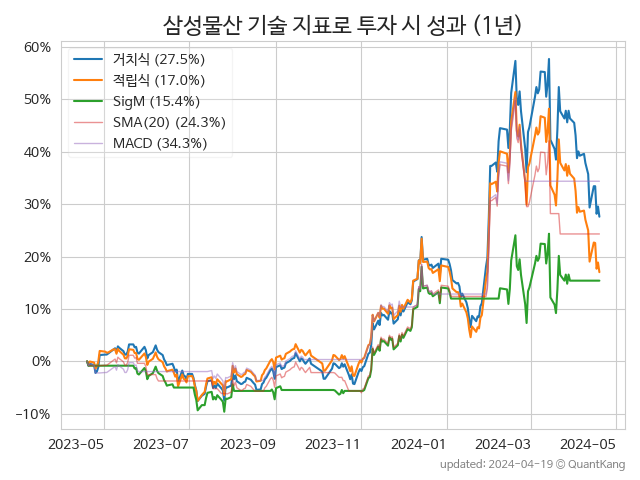 삼성물산 기술 지표로 투자 시 성과 (1년)
60%
50%
40%
30%
20%
10%
0%
−10%
거치식 (27.5%)
적립식 (17.0%)
SigM (15.4%)
SMA(20) (24.3%)
MACD (34.3%)
2023-05 2023-07 2023-09 2023-11 2024-01 2024-03 2024-05
updated: 2024-04-19 © QuantKang